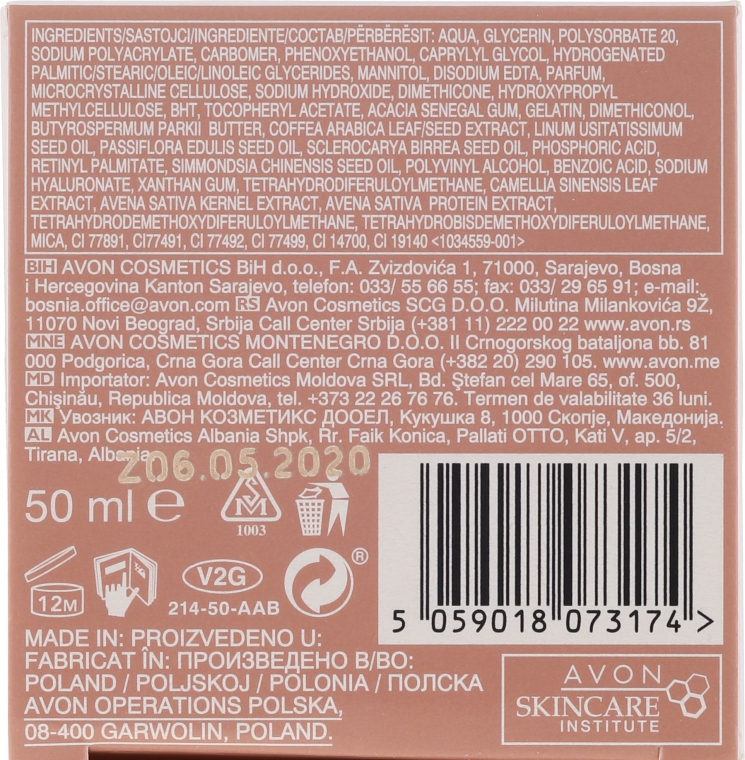 INGREDIENTS/SASTOJCI/INGREDIENTE/СОСТАВ/PËRBËRËSIT: AQUA, GLYCERIN, POLYSORBATE 20,
SODIUM POLYACRYLATE, CARBOMER, PHENOXYETHANOL, CAPRYLYL GLYCOL, HYDROGENATED
PALMITIC/STEARIC/OLEIC/LINOLEIC GLYCERIDES, MANNITOL, DISODIUM EDTA, PARFUM,
MICROCRYSTALLINE CELLULOSE, SODIUM HYDROXIDE, DIMETHICONE, HYDROXYPROPYL
METHYLCELLULOSE, BHT, TOCOPHERYL ACETATE, ACACIA SENEGAL GUM, GELATIN, DIMETHICONOL,
BUTYROSPERMUM PARKII BUTTER, COFFEA ARABICA LEAF/SEED EXTRACT, LINUM USITATISSIMUM
SEED OIL, PASSIFLORA EDULIS SEED OIL, SCLEROCARYA BIRREA SEED OIL, PHOSPHORIC ACID,
RETINYL PALMITATE, SIMMONDSIA CHINENSIS SEED OIL, POLYVINYL ALCOHOL, BENZOIC ACID, SODIUM
HYALURONATE, XANTHAN GUM, TETRAHYDRODIFERULOYLMETHANE, CAMELLIA SINENSIS LEAF
EXTRACT, AVENA SATIVA KERNEL EXTRACT, AVENA SATIVA PROTEIN EXTRACT,
TETRAHYDRODEMETHOXYDIFERULOYLMETHANE, TETRAHYDROBISDEMETHOXYDIFERULOYLMETHANE,
MICA, CI 77891, CI77491, CI 77492, CI 77499, CI 14700, CI 19140 <1034559-001>
BIH AVON COSMETICS BiH d.o.o., F.A. Zvizdovića 1, 71000, Sarajevo, Bosna
i Hercegovina Kanton Sarajevo, telefon: 033/ 55 66 55; fax: 033/ 29 65 91; e-mail:
bosnia.office@avon.com RS Avon Cosmetics SCG D.O.O. Milutina Milankovića 9Ž,
11070 Novi Beograd, Srbija Call Center Srbija (+381 11) 222 00 22 www.avon.rs
MNE AVON COSMETICS MONTENEGRO D.O.O. II Crnogorskog bataljona bb. 81
000 Podgorica, Crna Gora Call Center Crna Gora (+382 20) 290 105. www.avon.me
MD Importator: Avon Cosmetics Moldova SRL, Bd. Ştefan cel Mare 65, of. 500,
Chişinău, Republica Moldova, tel. +373 22 26 76 76. Termen de valabilitate 36 luni.
MK Увозник: АВОН КОЗМЕТИКС ДООЕЛ, Кукушка 8, 1000 Скопје, Македонија.
AL Avon Cosmetics Albania Shpk, Rr. Faik Konica, Pallati OTTO, Kati V, ap. 5/2,
Tirana, Albania
Z06.05.2020
50 ml e
1003
12M
V2G
214-50-AAB
®
5 059018 073174 >
MADE IN: PROIZVEDENO U:
FABRICAT ÎN: ПРОИЗВЕДЕНО В/ВО:
POLAND / POLJSKOJ / POLONIA / ПОЛСКА
AVON OPERATIONS POLSKA,
08-400 GARWOLIN, POLAND.
AVON
SKINCARE
INSTITUTE